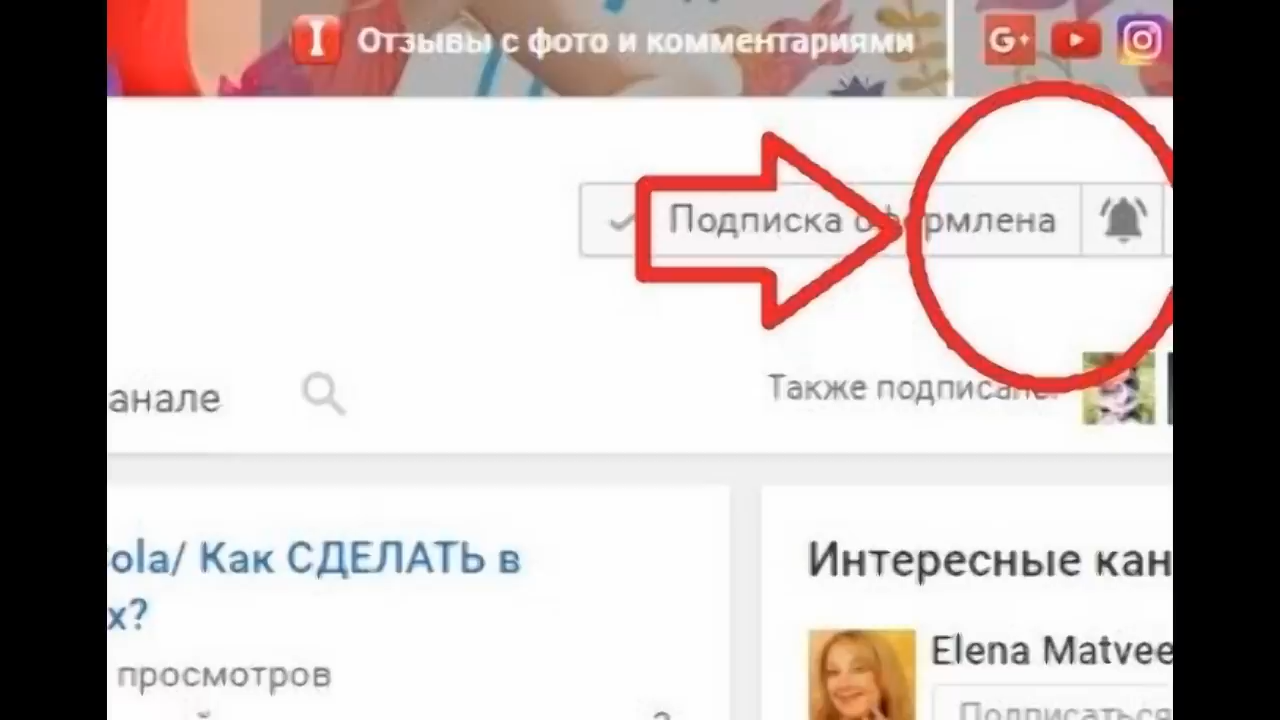 Отзывы с фото и комментариями
G+
Подписка оформлена
анале
Также подписаны
ola/ Как СДЕЛАТЬ в
х?
просмотров
Интересные кан
Elena Matvee
Подписаться